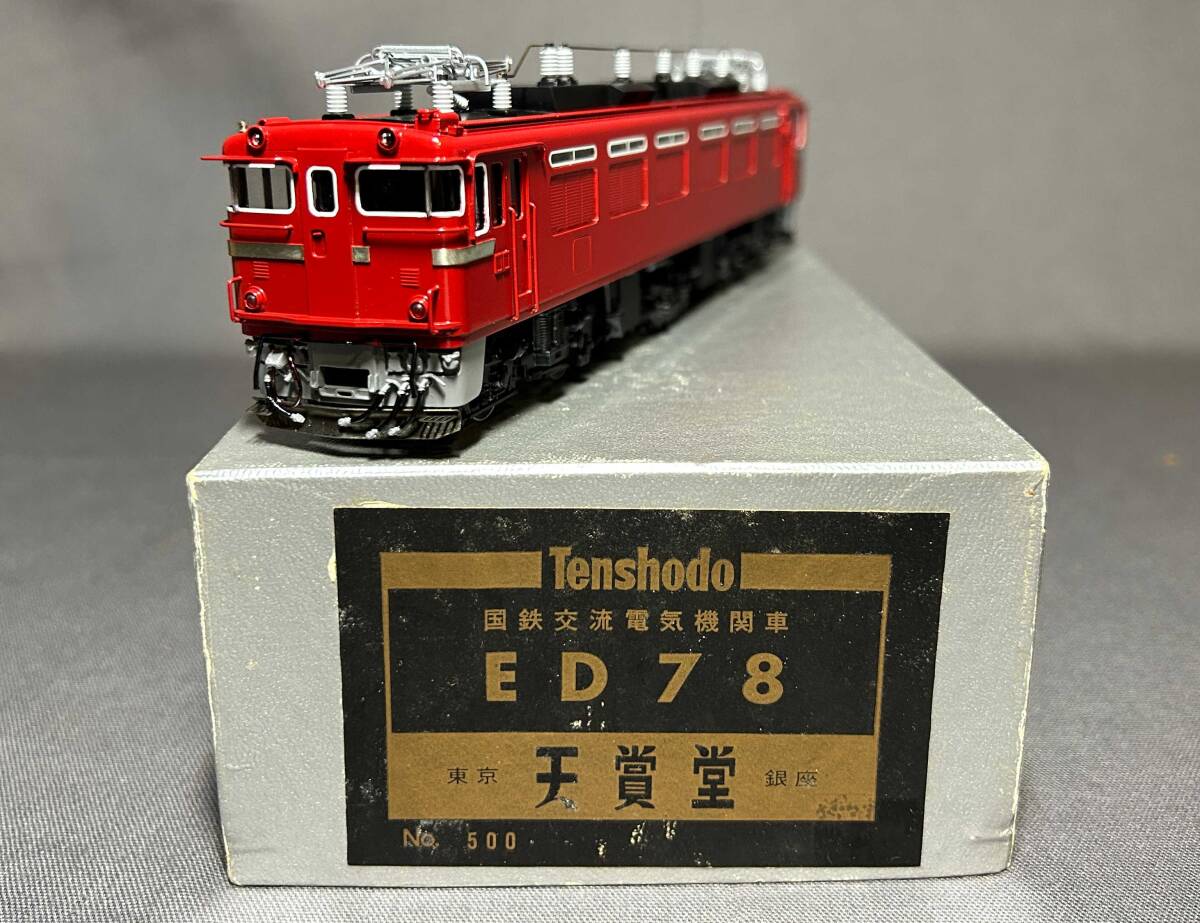 Tenshodo
国鉄交流電気機関車
ED78
東京 天賞堂 銀座
No. 500